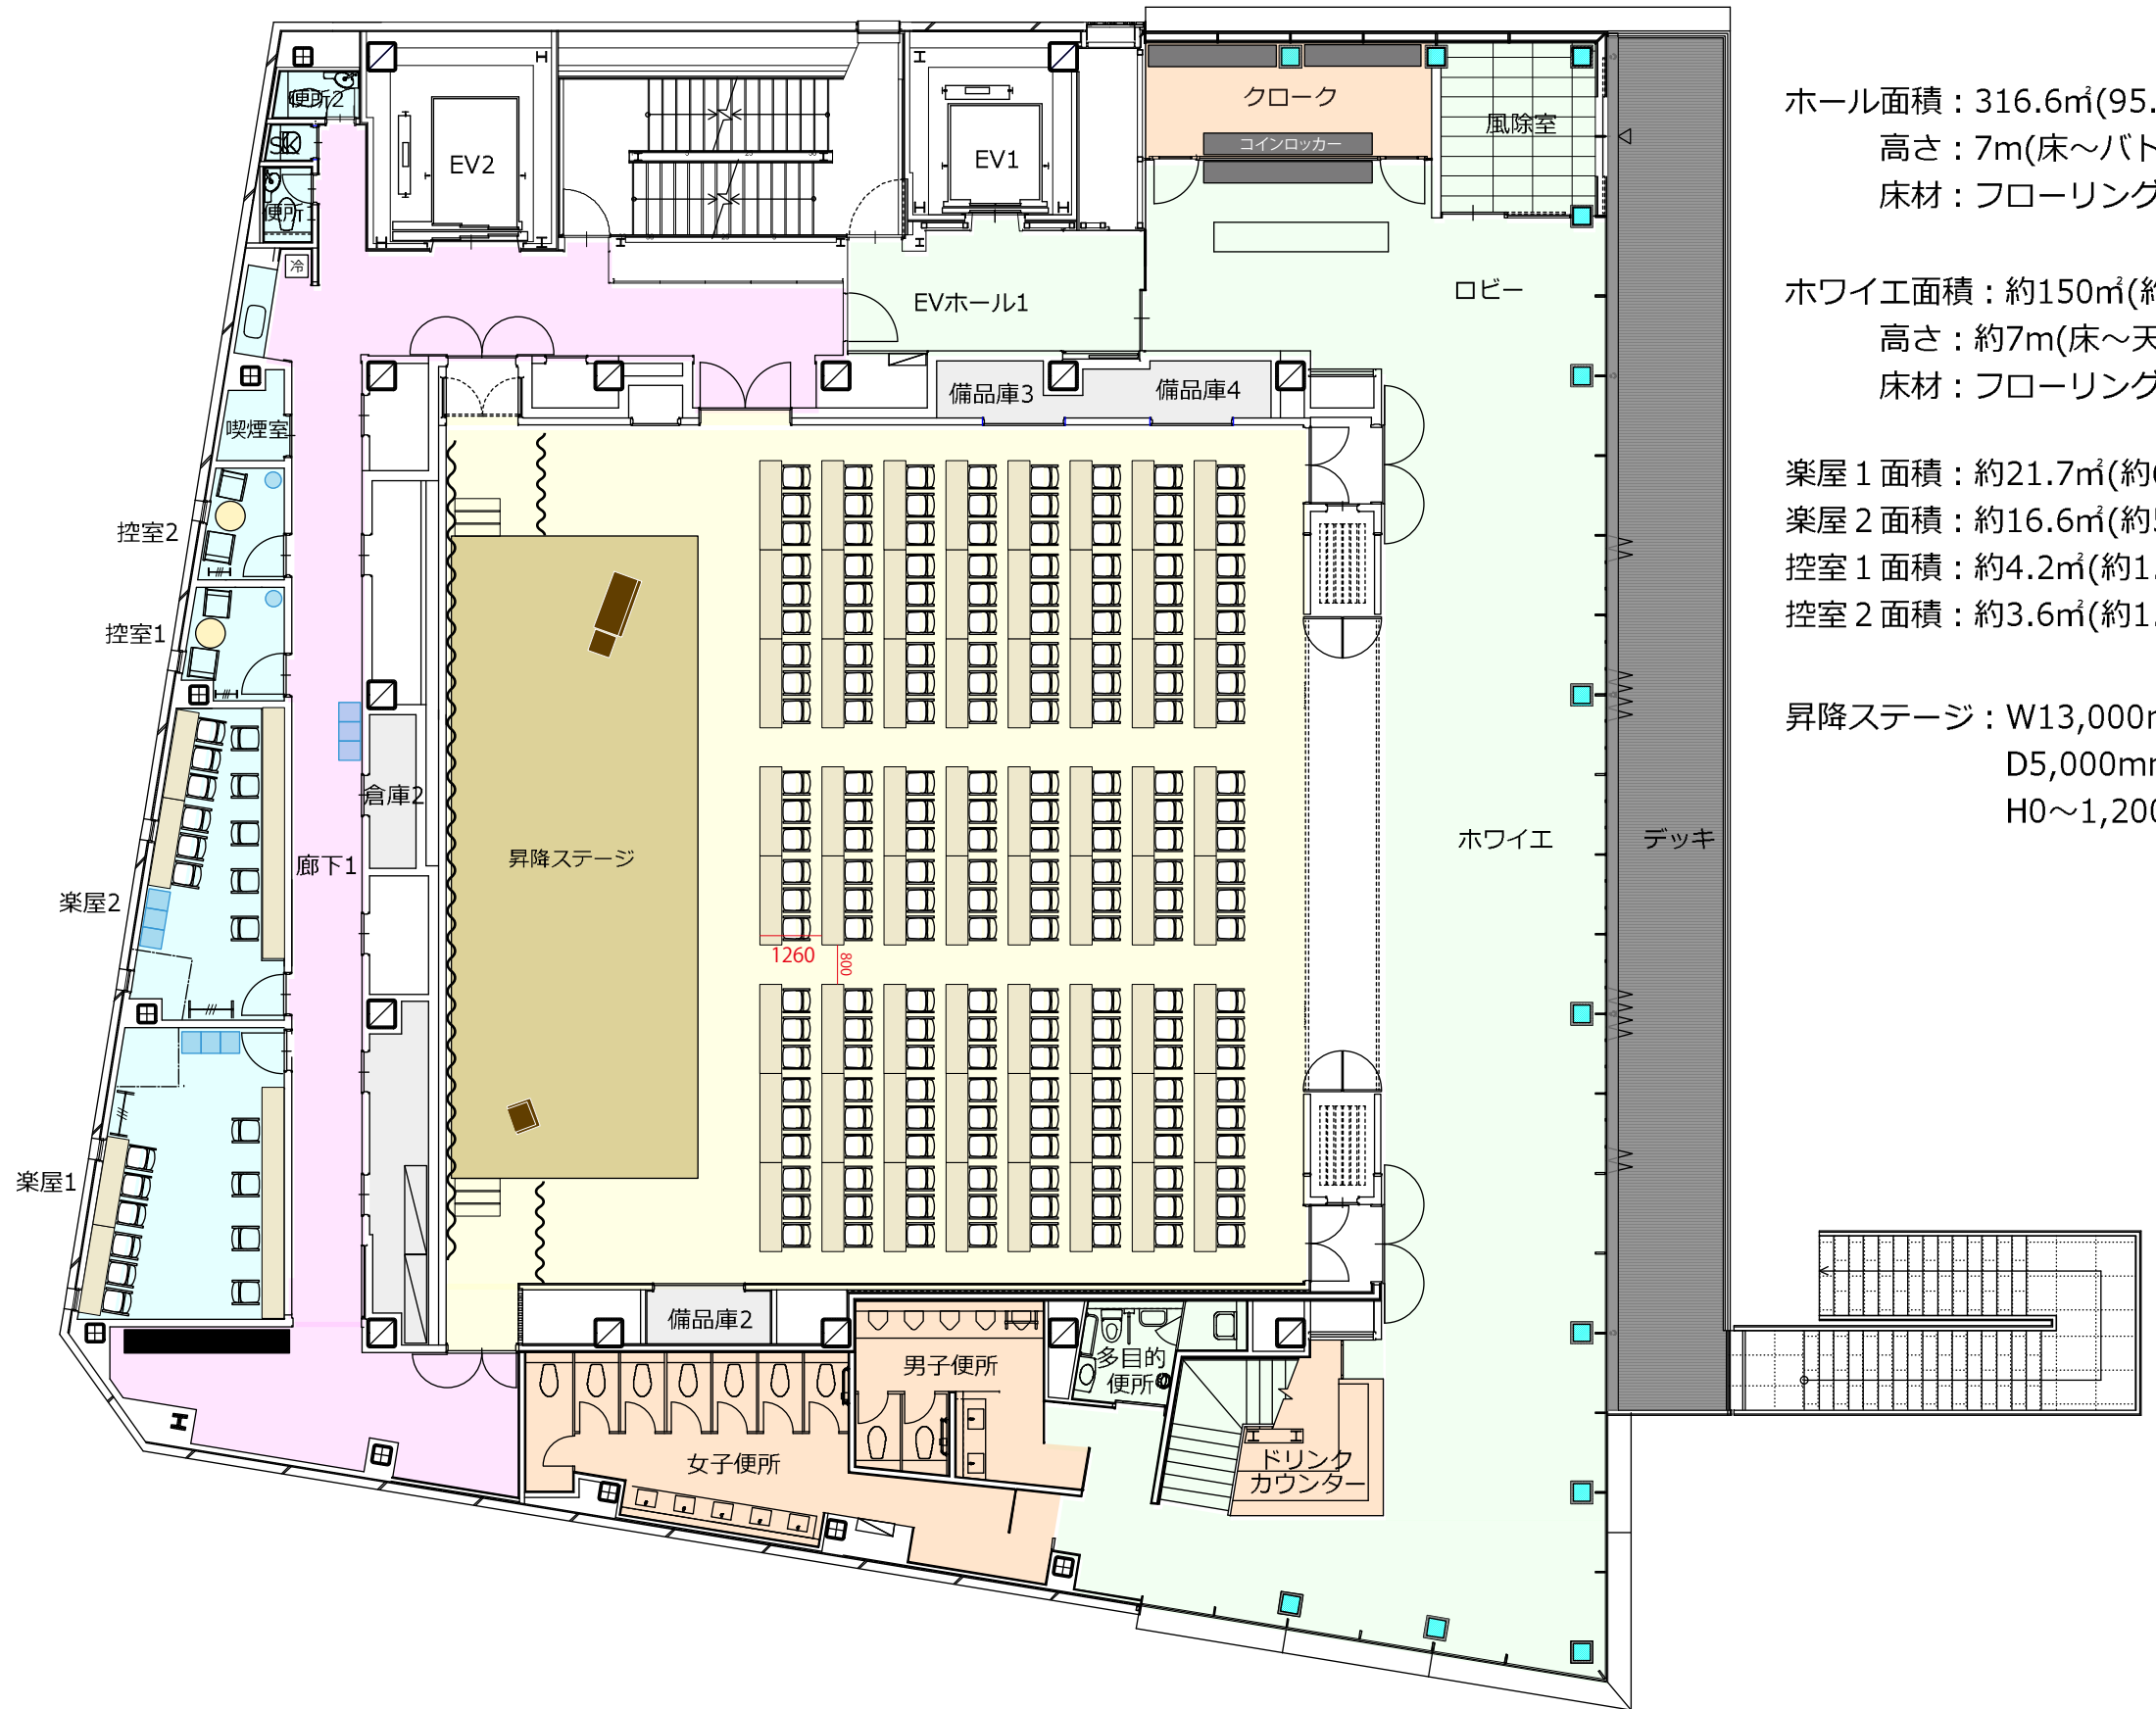 ホール面積：316.6㎡(95.
高さ：7m(床～バト
床材：フローリング
ホワイエ面積：約150㎡(約
高さ：約7m(床～天
床材：フローリング
楽屋１面積：約21.7㎡(約6
楽屋２面積：約16.6㎡(約5
控室１面積：約4.2㎡(約1.
控室２面積：約3.6㎡(約1.
昇降ステージ：W13,000m
D5,000mm
H0～1,200
便所2
SK
便所1
冷
EV2
EV1
クローク
コインロッカー
風除室
EVホール1
ロビー
備品庫3
備品庫4
喫煙室
控室2
控室1
倉庫2
廊下1
楽屋2
楽屋1
昇降ステージ
1260
800
ホワイエ
デッキ
備品庫2
男子便所
多目的
便所
女子便所
ドリンク
カウンター